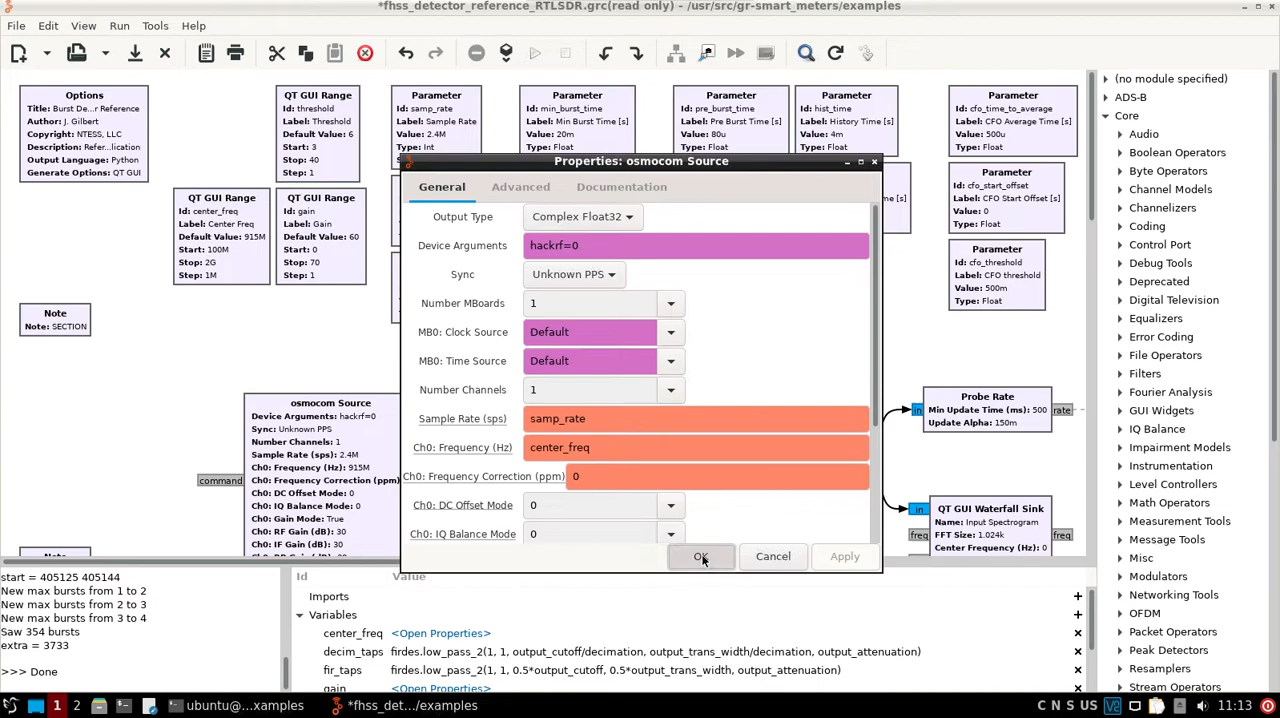 *fhss_detector_reference_RTLSDR.grc(read only) - /usr/src/gr-smart_meters/examples
File Edit View Run Tools Help
Options
Title: Burst De...r Reference
Author: J. Gilbert
Copyright: NTESS, LLC
Description: Refer...lication
Output Language: Python
Generate Options: QT GUI
QT GUI Range
Id: threshold
Label: Threshold
Default Value: 6
Start: 3
Stop: 40
Step: 1
Parameter
Id: samp_rate
Label: Sample Rate
Value: 2.4M
Type: Int
Parameter
Id: min_burst_time
Label: Min Burst Time [s]
Value: 20m
Type: Float
Parameter
Id: pre_burst_time
Label: Pre Burst Time [s]
Value: 80u
Type: Float
Parameter
Id: hist_time
Label: History Time [s]
Value: 4m
Type: Float
Parameter
Id: cfo_time_to_average
Label: CFO Average Time [s]
Value: 500u
Type: Float
QT GUI Range
Id: center_freq
Label: Center Freq
Default Value: 915M
Start: 100M
Stop: 2G
Step: 1M
QT GUI Range
Id: gain
Label: Gain
Default Value: 60
Start: 0
Stop: 70
Step: 1
Parameter
Id: cfo_start_offset
Label: CFO Start Offset [s]
Value: 0
Type: Float
Parameter
Id: cfo_threshold
Label: CFO threshold
Value: 500m
Type: Float
Note
Note: SECTION
osmocom Source
Device Arguments: hackrf=0
Sync: Unknown PPS
Number Channels: 1
Sample Rate (sps): 2.4M
Ch0: Frequency (Hz): 915M
Ch0: Frequency Correction (ppm)
Ch0: DC Offset Mode: 0
Ch0: IQ Balance Mode: 0
Ch0: Gain Mode: True
Ch0: RF Gain (dB): 30
Ch0: IF Gain (dB): 30
command
Properties: osmocom Source
General Advanced Documentation
Output Type Complex Float32
Device Arguments hackrf=0
Sync Unknown PPS
Number MBoards 1
MB0: Clock Source Default
MB0: Time Source Default
Number Channels 1
Sample Rate (sps) samp_rate
Ch0: Frequency (Hz) center_freq
Ch0: Frequency Correction (ppm) 0
Ch0: DC Offset Mode 0
Ch0: IQ Balance Mode 0
OK Cancel Apply
Probe Rate
Min Update Time (ms): 500
Update Alpha: 150m
in
rate
QT GUI Waterfall Sink
Name: Input Spectrogram
FFT Size: 1.024k
Center Frequency (Hz): 0
in
freq
freq
(no module specified)
ADS-B
Core
Audio
Boolean Operators
Byte Operators
Channel Models
Channelizers
Coding
Control Port
Debug Tools
Deprecated
Digital Television
Equalizers
Error Coding
File Operators
Filters
Fourier Analysis
GUI Widgets
IQ Balance
Impairment Models
Instrumentation
Level Controllers
Math Operators
Measurement Tools
Message Tools
Misc
Modulators
Networking Tools
OFDM
Packet Operators
Peak Detectors
Resamplers
Stream Operators
start = 405125 405144
New max bursts from 1 to 2
New max bursts from 2 to 3
New max bursts from 3 to 4
Saw 354 bursts
extra = 3733
>>> Done
Id Value
Imports
Variables
center_freq <Open Properties>
decim_taps firdes.low_pass_2(1, 1, output_cutoff/decimation, output_trans_width/decimation, output_attenuation)
fir_taps firdes.low_pass_2(1, 1, 0.5*output_cutoff, 0.5*output_trans_width, output_attenuation)
gain <Open Properties>
1 2 ubuntu@...xamples *fhss_det.../examples C N S US 11:13